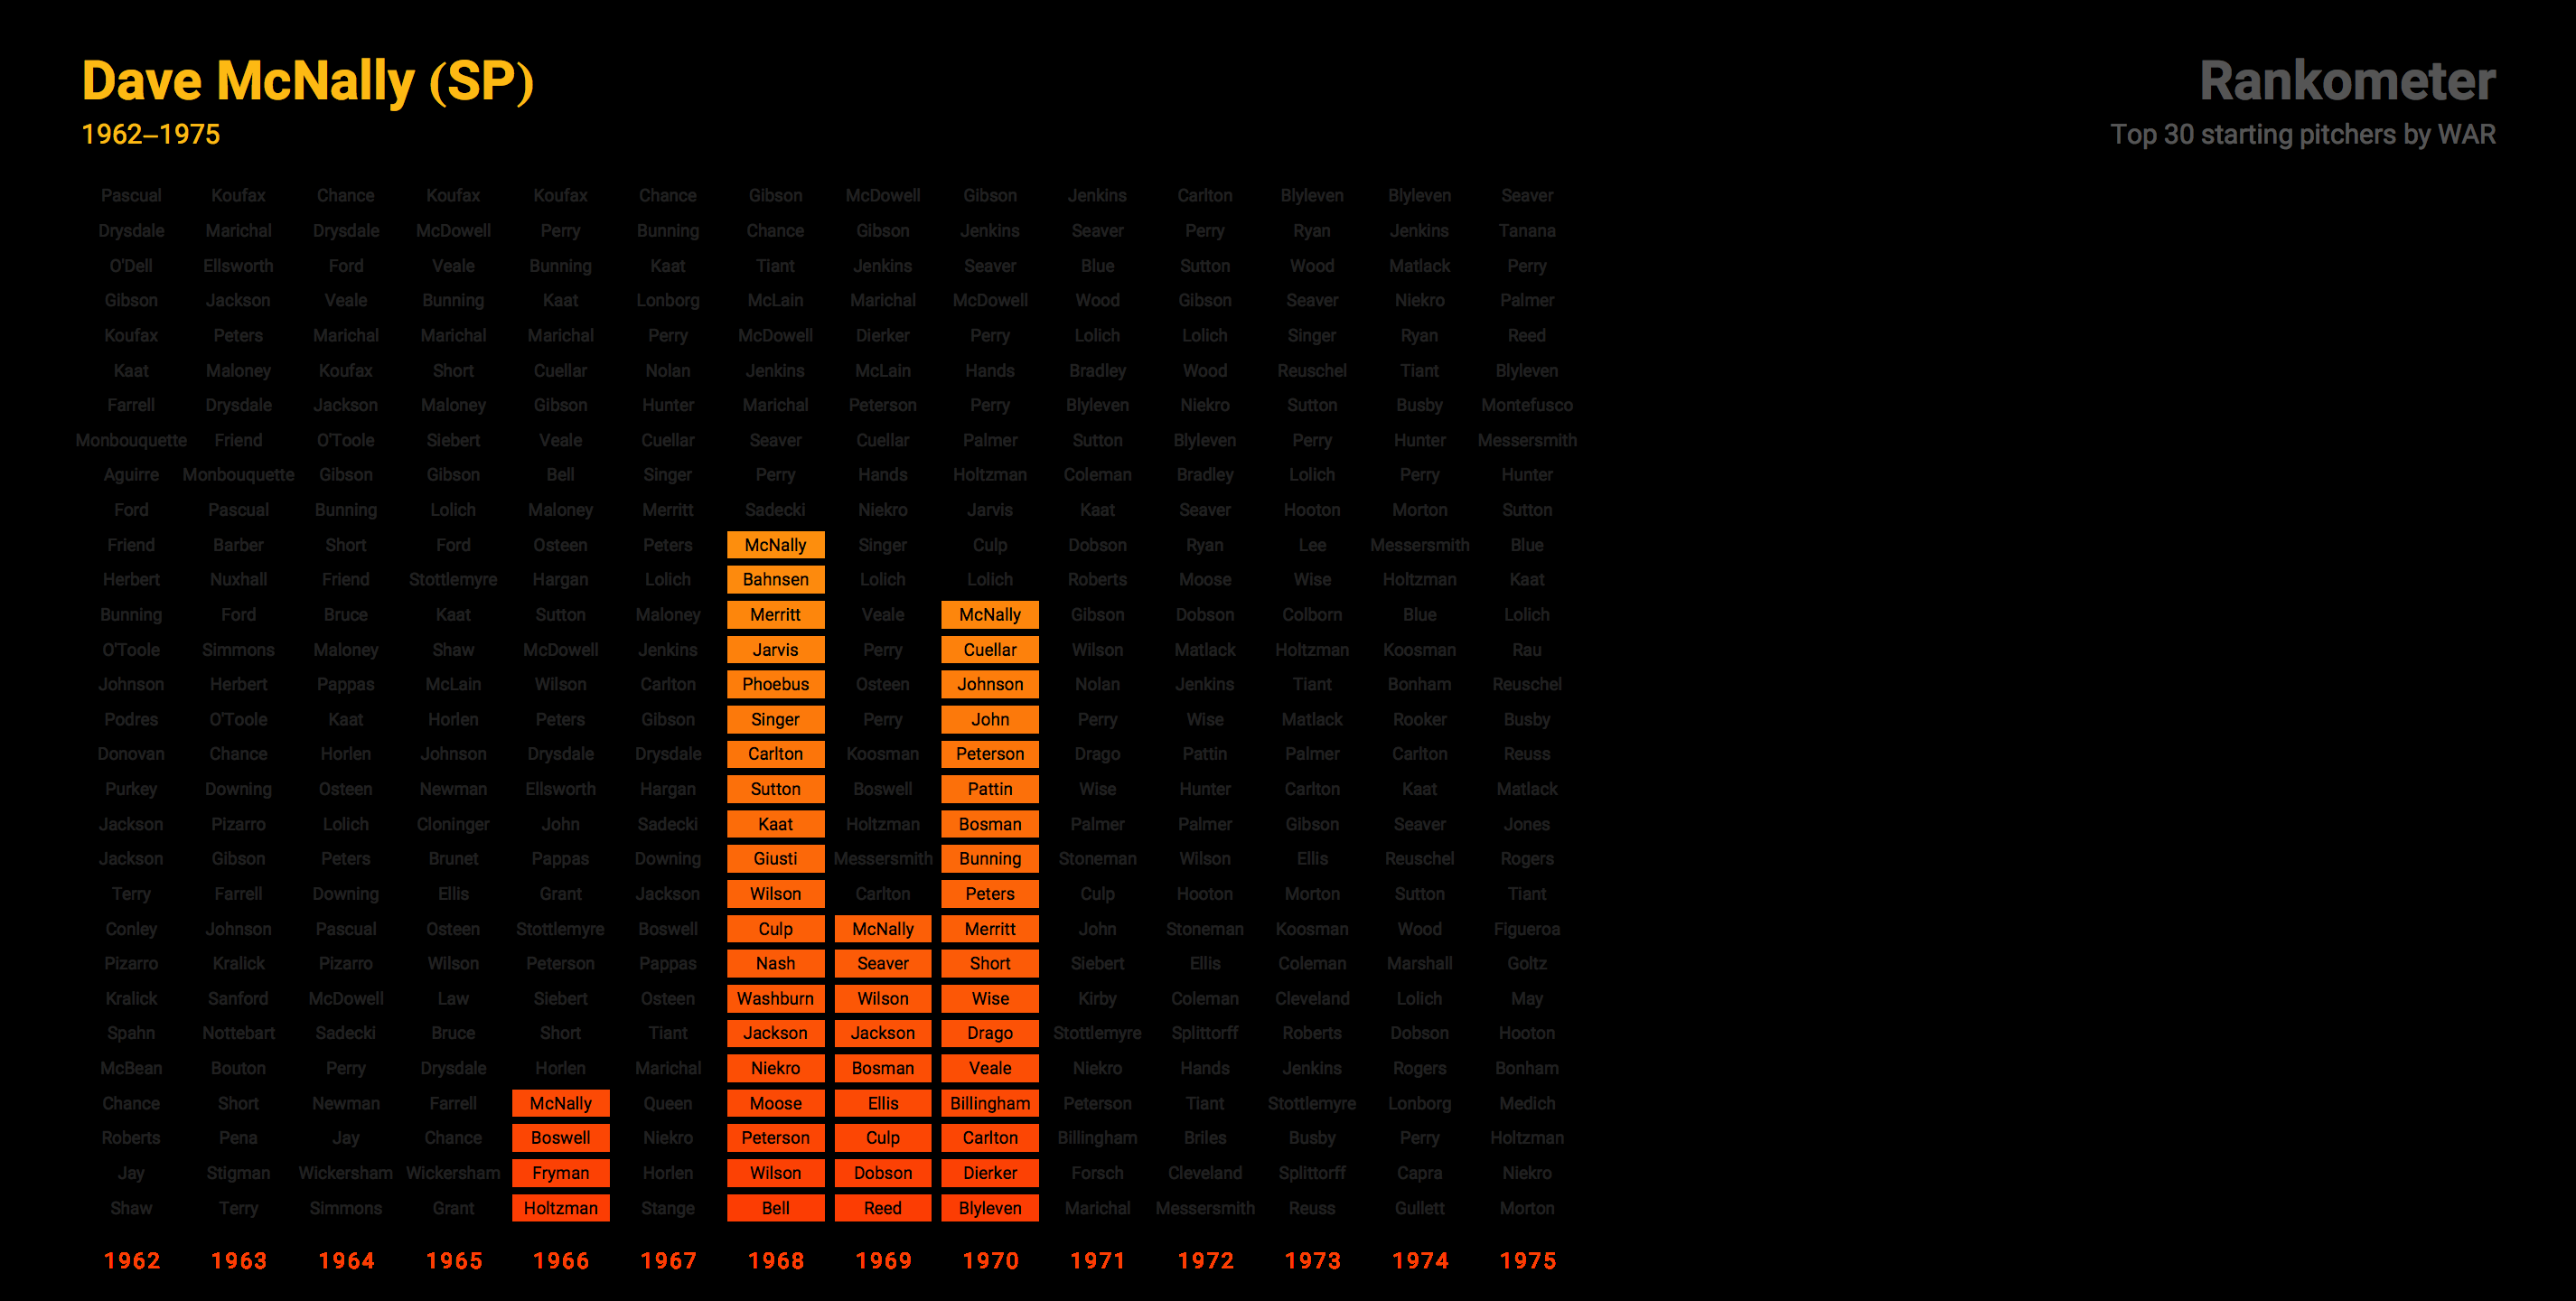 Dave McNally (SP)
1962–1975
Rankometer
Top 30 starting pitchers by WAR
Pascual Koufax Chance Koufax Koufax Chance Gibson McDowell Gibson Jenkins Carlton Blyleven Blyleven Seaver
Drysdale Marichal Drysdale McDowell Perry Bunning Chance Gibson Jenkins Seaver Perry Ryan Jenkins Tanana
O'Dell Ellsworth Ford Veale Bunning Kaat Tiant Jenkins Seaver Blue Sutton Wood Matlack Perry
Gibson Jackson Veale Bunning Kaat Lonborg McLain Marichal McDowell Wood Gibson Seaver Niekro Palmer
Koufax Peters Marichal Marichal Marichal Perry McDowell Dierker Perry Lolich Lolich Singer Ryan Reed
Kaat Maloney Koufax Short Cuellar Nolan Jenkins McLain Hands Bradley Wood Reuschel Tiant Blyleven
Farrell Drysdale Jackson Maloney Gibson Hunter Marichal Peterson Perry Blyleven Niekro Sutton Busby Montefusco
Monbouquette Friend O'Toole Siebert Veale Cuellar Seaver Cuellar Palmer Sutton Blyleven Perry Hunter Messersmith
Aguirre Monbouquette Gibson Gibson Bell Singer Perry Hands Holtzman Coleman Bradley Lolich Perry Hunter
Ford Pascual Bunning Lolich Maloney Merritt Sadecki Niekro Jarvis Kaat Seaver Hooton Morton Sutton
Friend Barber Short Ford Osteen Peters McNally Singer Culp Dobson Ryan Lee Messersmith Blue
Herbert Nuxhall Friend Stottlemyre Hargan Lolich Bahnsen Lolich Lolich Roberts Moose Wise Holtzman Kaat
Bunning Ford Bruce Kaat Sutton Maloney Merritt Veale McNally Gibson Dobson Colborn Blue Lolich
O'Toole Simmons Maloney Shaw McDowell Jenkins Jarvis Perry Cuellar Wilson Matlack Holtzman Koosman Rau
Johnson Herbert Pappas McLain Wilson Carlton Phoebus Osteen Johnson Nolan Jenkins Tiant Bonham Reuschel
Podres O'Toole Kaat Horlen Peters Gibson Singer Perry John Perry Wise Matlack Rooker Busby
Donovan Chance Horlen Johnson Drysdale Drysdale Carlton Koosman Peterson Drago Pattin Palmer Carlton Reuss
Purkey Downing Osteen Newman Ellsworth Hargan Sutton Boswell Pattin Wise Hunter Carlton Kaat Matlack
Jackson Pizarro Lolich Cloninger John Sadecki Kaat Holtzman Bosman Palmer Palmer Gibson Seaver Jones
Jackson Gibson Peters Brunet Pappas Downing Giusti Messersmith Bunning Stoneman Wilson Ellis Reuschel Rogers
Terry Farrell Downing Ellis Grant Jackson Wilson Carlton Peters Culp Hooton Morton Sutton Tiant
Conley Johnson Pascual Osteen Stottlemyre Boswell Culp McNally Merritt John Stoneman Koosman Wood Figueroa
Pizarro Kralick Pizarro Wilson Peterson Pappas Nash Seaver Short Siebert Ellis Coleman Marshall Goltz
Kralick Sanford McDowell Law Siebert Osteen Washburn Wilson Wise Kirby Coleman Cleveland Lolich May
Spahn Nottebart Sadecki Bruce Short Tiant Jackson Jackson Drago Stottlemyre Splittorff Roberts Dobson Hooton
McBean Bouton Perry Drysdale Horlen Marichal Niekro Bosman Veale Niekro Hands Jenkins Rogers Bonham
Chance Short Newman Farrell McNally Queen Moose Ellis Billingham Peterson Tiant Stottlemyre Lonborg Medich
Roberts Pena Jay Chance Boswell Niekro Peterson Culp Carlton Billingham Briles Busby Perry Holtzman
Jay Stigman Wickersham Wickersham Fryman Horlen Wilson Dobson Dierker Forsch Cleveland Splittorff Capra Niekro
Shaw Terry Simmons Grant Holtzman Stange Bell Reed Blyleven Marichal Messersmith Reuss Gullett Morton
1962 1963 1964 1965 1966 1967 1968 1969 1970 1971 1972 1973 1974 1975